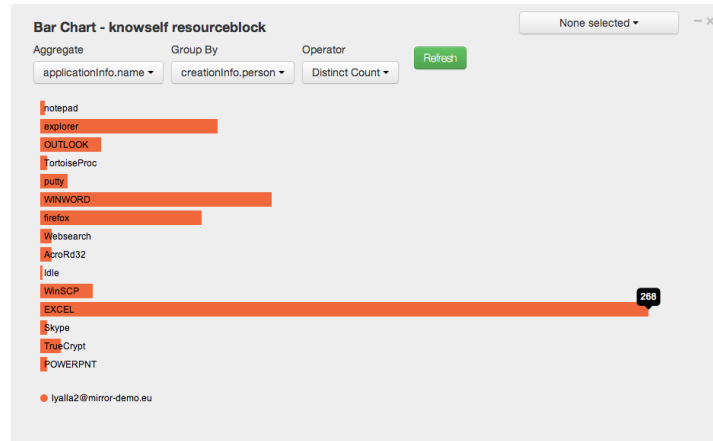 Bar Chart - knowself resourceblock
None selected
Aggregate
Group By
Operator
applicationInfo.name
creationInfo.person
Distinct Count
Refresh
notepad
explorer
OUTLOOK
TortoiseProc
putty
WINWORD
firefox
Websearch
AcroRd32
Idle
WinSCP
268
EXCEL
Skype
TrueCrypt
POWERPNT
lyalla2@mirror-demo.eu